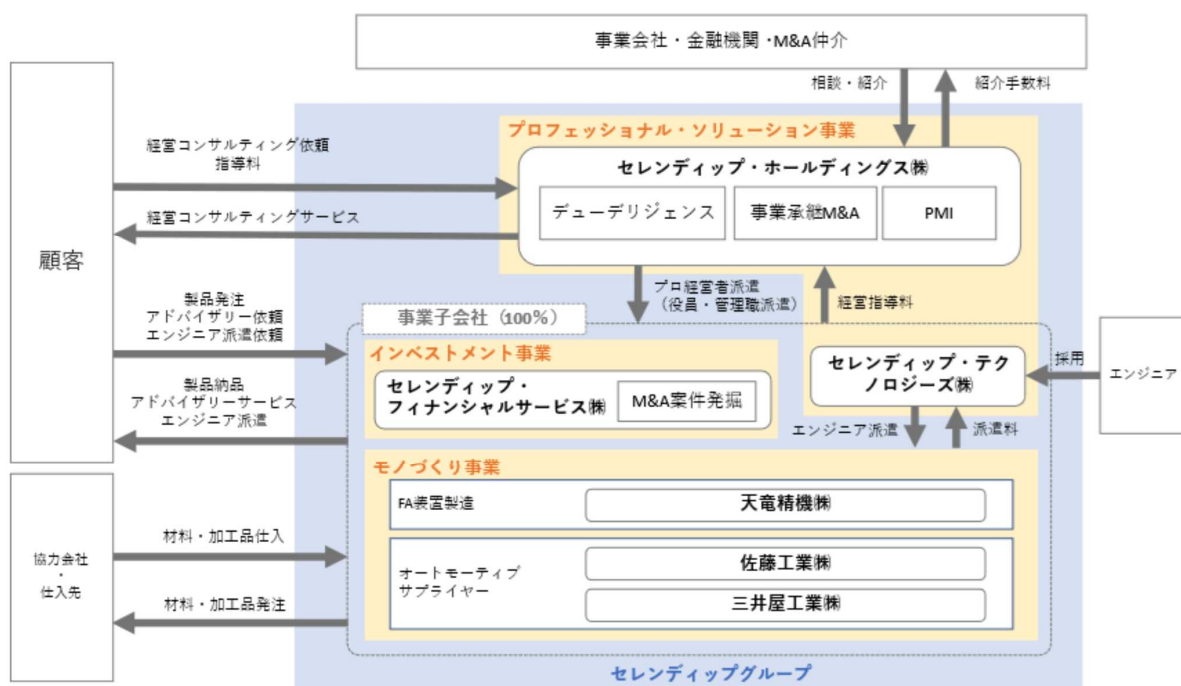 事業会社・金融機関・M&A仲介
相談・紹介
紹介手数料
プロフェッショナル・ソリューション事業
経営コンサルティング依頼
指導料
セレンディップ・ホールディングス㈱
デューデリジェンス
事業承継M&A
PMI
経営コンサルティングサービス
顧客
プロ経営者派遣
（役員・管理職派遣）
経営指導料
製品発注
アドバイザリー依頼
エンジニア派遣依頼
事業子会社（100％）
インベストメント事業
セレンディップ・
フィナンシャルサービス㈱
M&A案件発掘
セレンディップ・テク
ノロジーズ㈱
採用
エンジニア
製品納品
アドバイザリーサービス
エンジニア派遣
エンジニア派遣
派遣料
モノづくり事業
FA装置製造
天竜精機㈱
オートモーティブ
サプライヤー
佐藤工業㈱
三井屋工業㈱
協力会社
・
仕入先
材料・加工品仕入
材料・加工品発注
セレンディップグループ